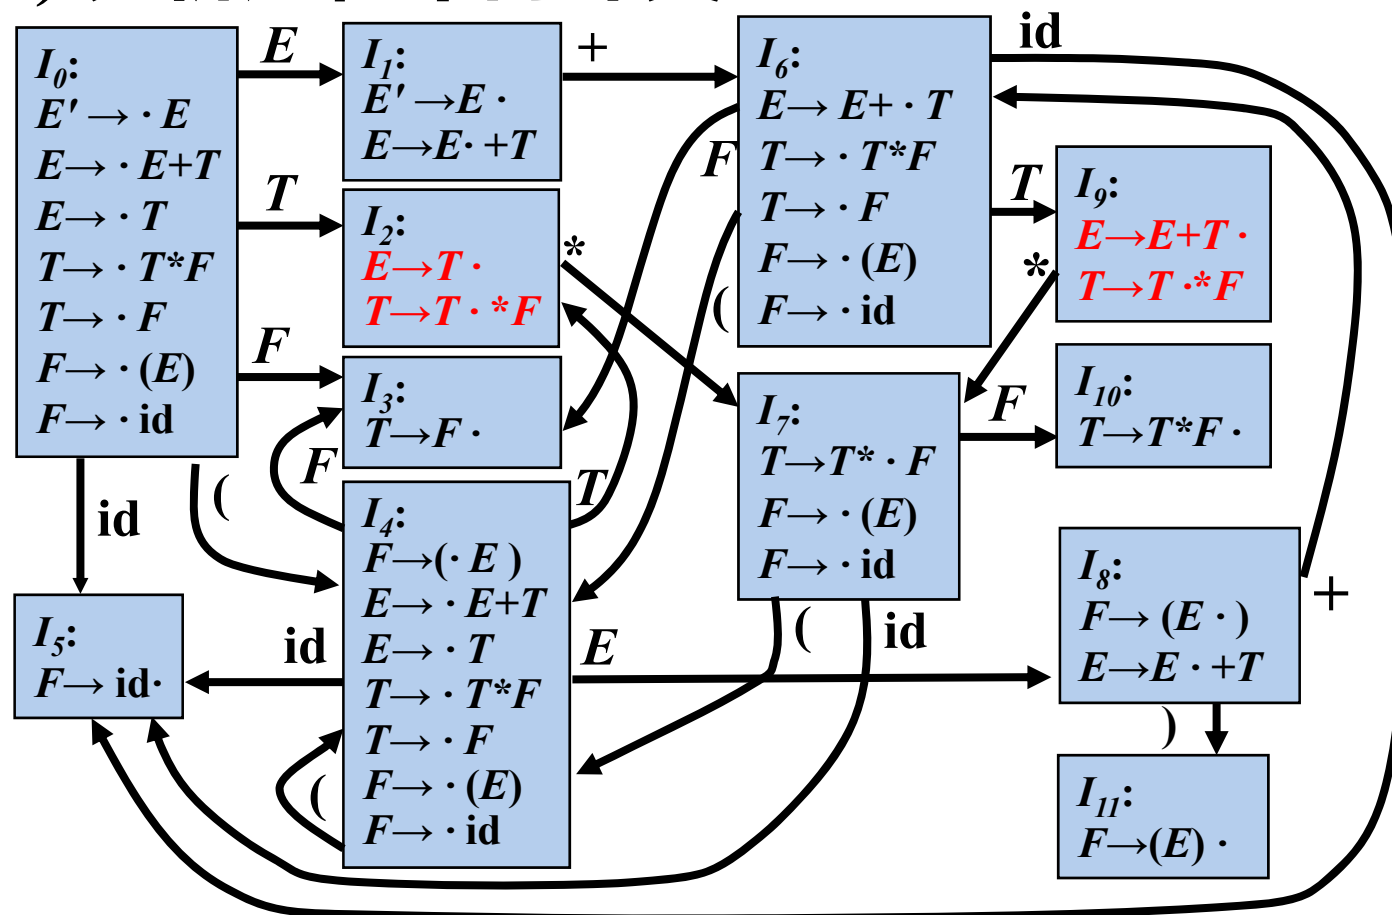 E
I₀:
E' → · E
E→ · E+T
E→ · T
T→ · T*F
T→ · F
F→ · (E)
F→ · id
I₁:
E' →E ·
E→E· +T
+
T
I₂:
E→T ·
T→T · *F
*
F
I₃:
T→F ·
F
id
(
I₄:
F→(· E )
E→ · E+T
E→ · T
T→ · T*F
T→ · F
F→ · (E)
F→ · id
T
(
id
E
I₅:
F→ id·
I₆:
E→ E+ · T
T→ · T*F
T→ · F
F→ · (E)
F→ · id
id
F
(
T
I₇:
T→T* · F
F→ · (E)
F→ · id
F
(
id
I₉:
E→E+T ·
T→T ·*F
*
I₁₀:
T→T*F ·
I₈:
F→ (E · )
E→E · +T
+
)
I₁₁:
F→(E) ·